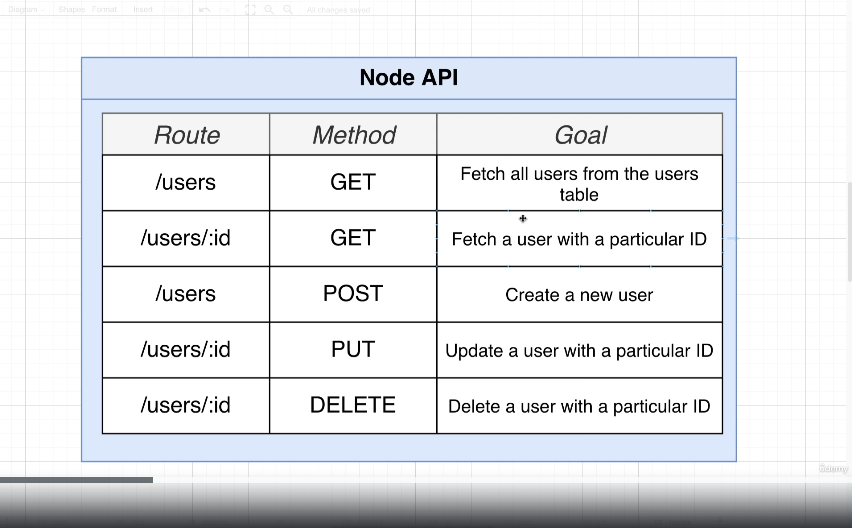 Diagram Shapes Format Insert All changes saved
Node API
Route Method Goal
/users GET Fetch all users from the users
table
/users/:id GET Fetch a user with a particular ID
/users POST Create a new user
/users/:id PUT Update a user with a particular ID
/users/:id DELETE Delete a user with a particular ID
Udemy